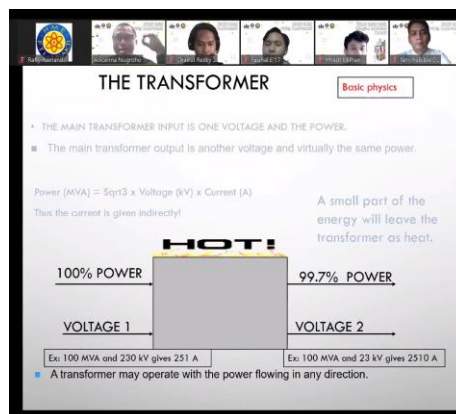 THE TRANSFORMER
Basic physics
• THE MAIN TRANSFORMER INPUT IS ONE VOLTAGE AND THE POWER.
■ The main transformer output is another voltage and virtually the same power.
Power (MVA) = Sqrt3 x Voltage (kV) x Current (A)
Thus the current is given indirectly!
A small part of the
energy will leave the
transformer as heat.
HOT!
100% POWER
99.7% POWER
VOLTAGE 1
VOLTAGE 2
Ex: 100 MVA and 230 kV gives 251 A
Ex: 100 MVA and 23 kV gives 2510 A
■ A transformer may operate with the power flowing in any direction.